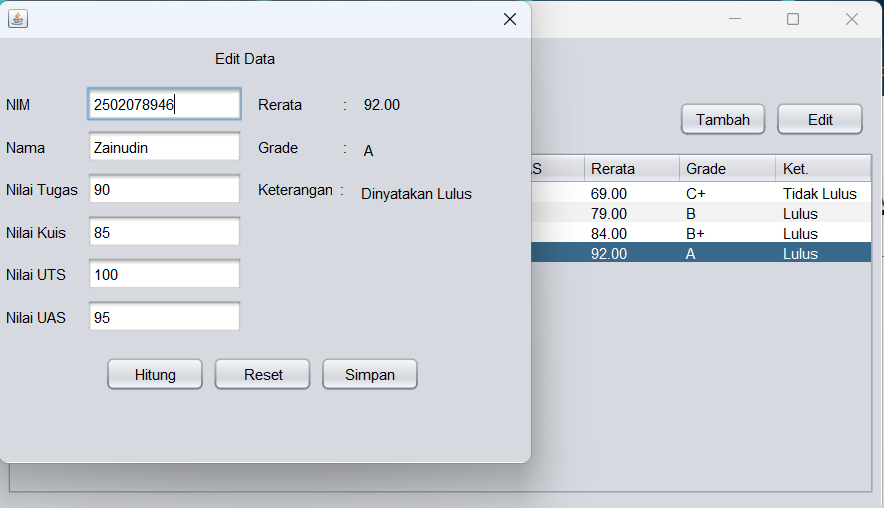 Edit Data
NIM 2502078946 Rerata : 92.00
Nama Zainudin Grade : A
Nilai Tugas 90 Keterangan : Dinyatakan Lulus
Nilai Kuis 85
Nilai UTS 100
Nilai UAS 95
Hitung Reset Simpan
Tambah Edit
AS Rerata Grade Ket.
69.00 C+ Tidak Lulus
79.00 B Lulus
84.00 B+ Lulus
92.00 A Lulus